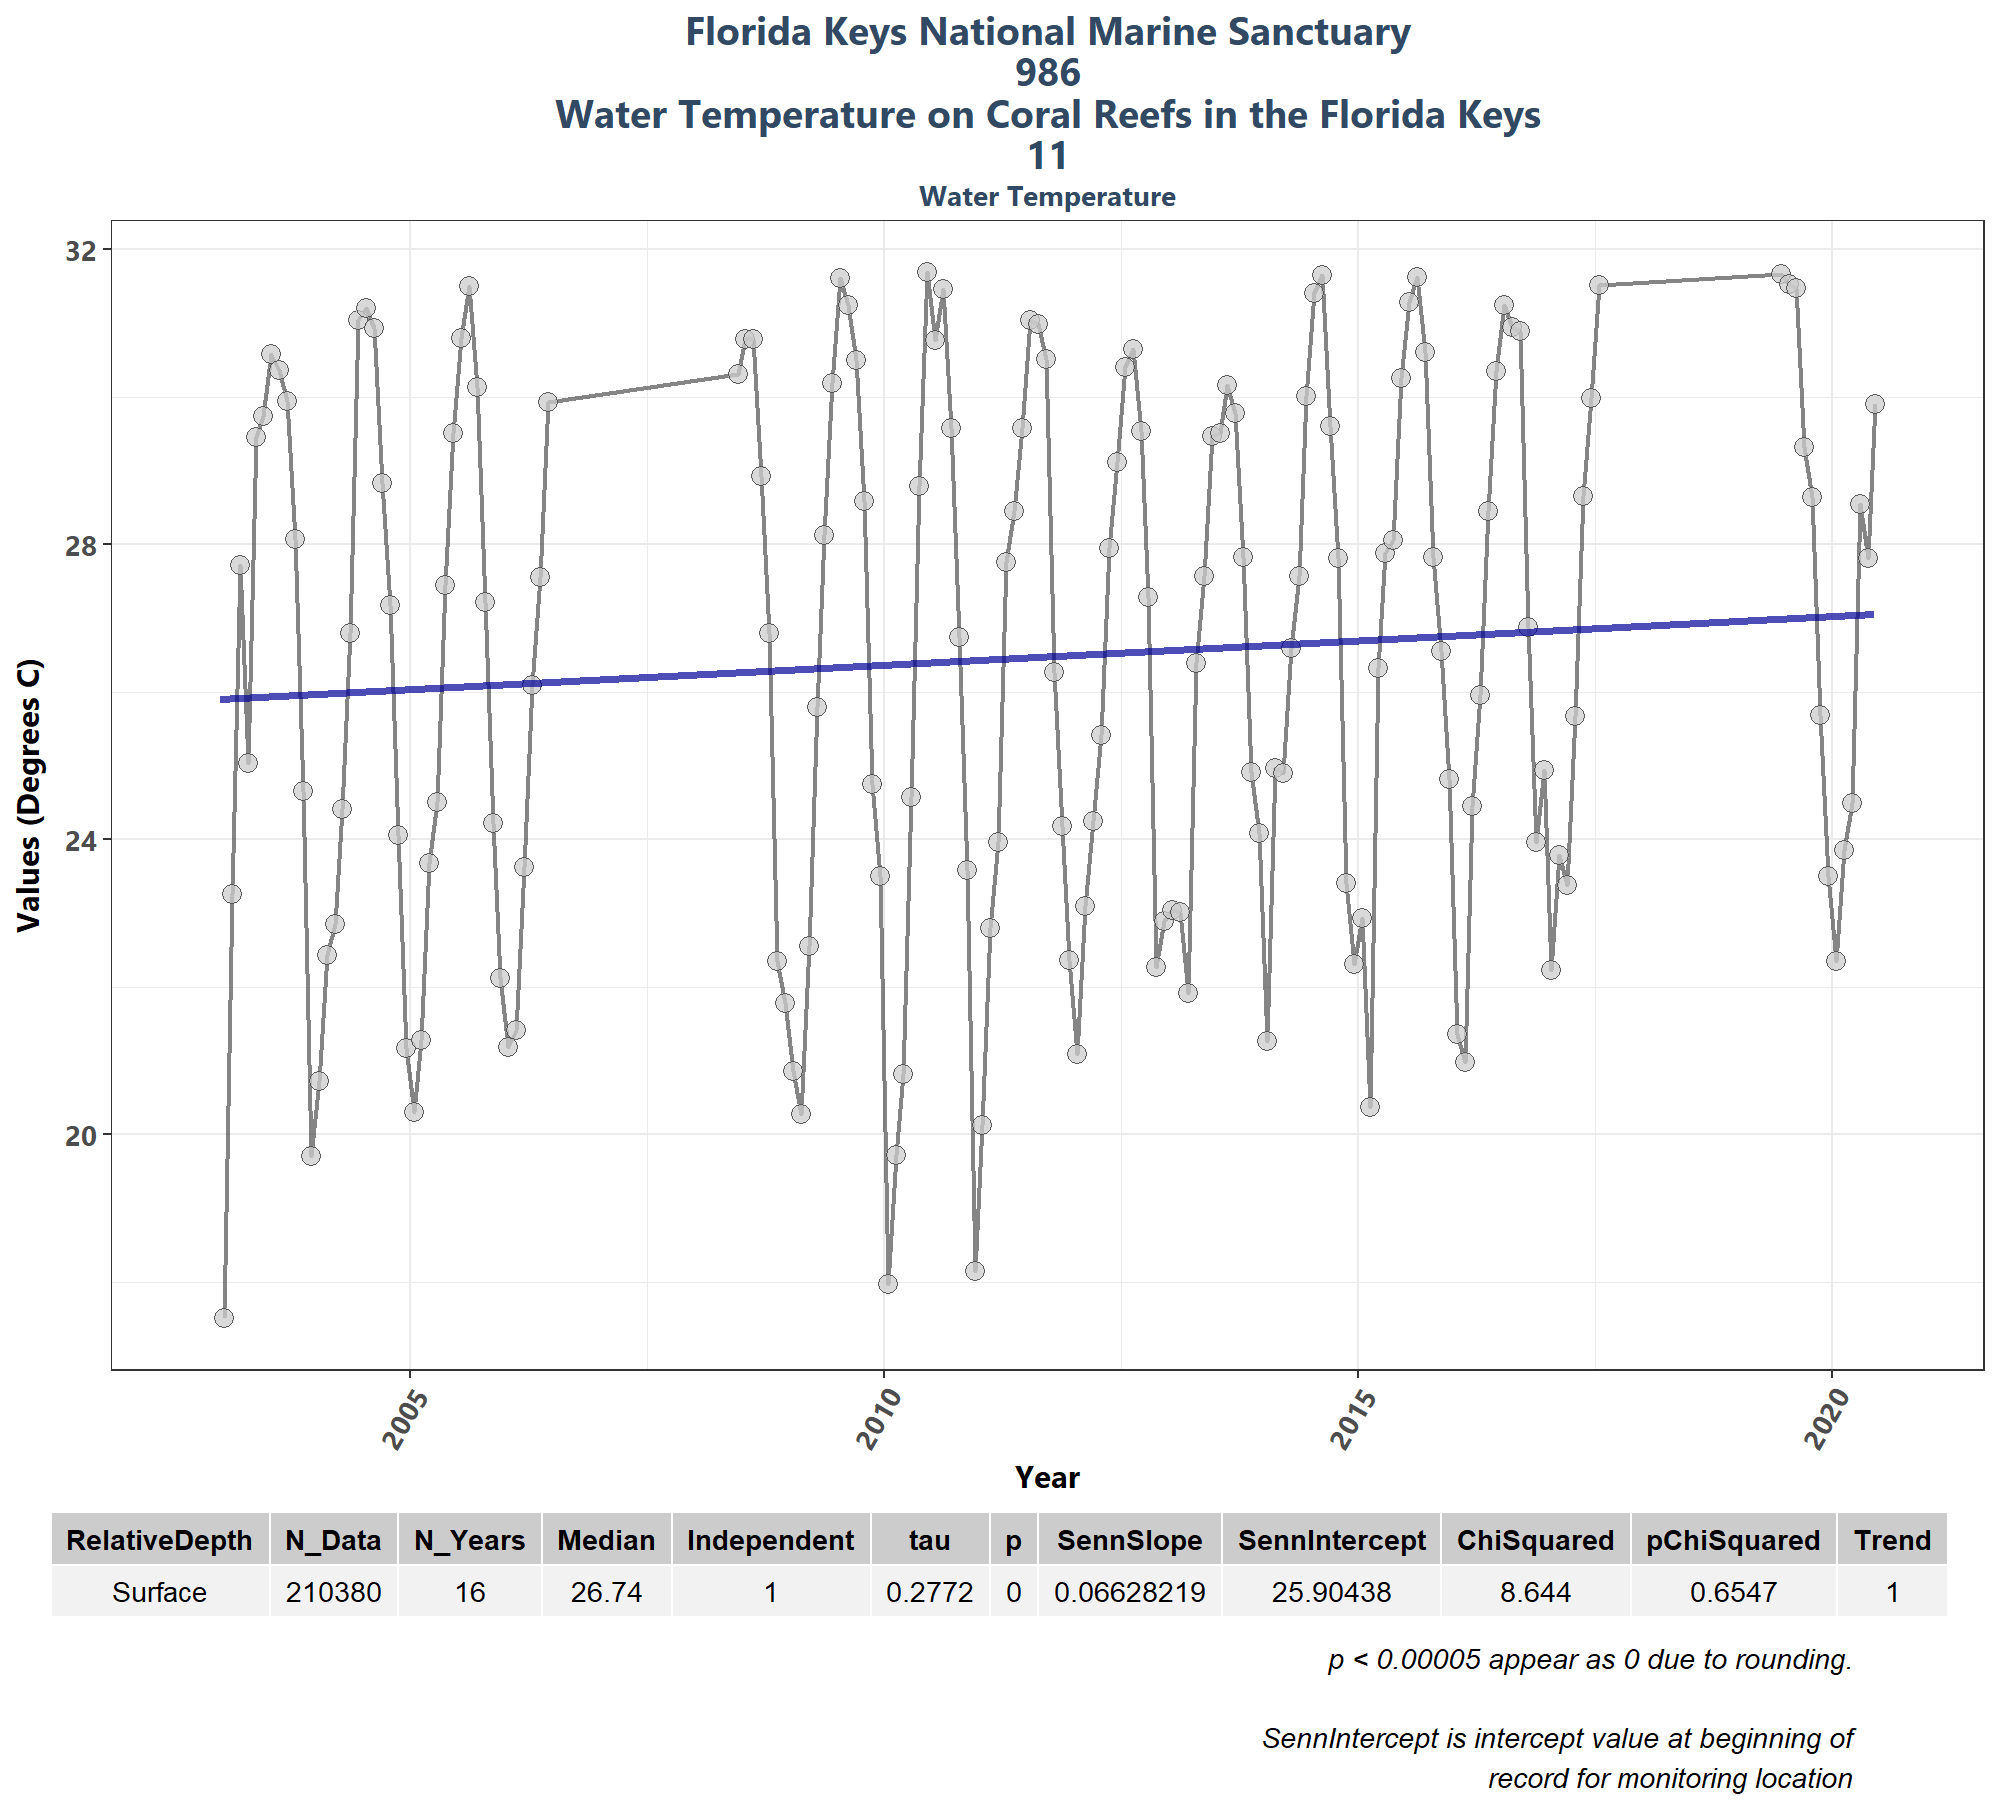 Florida Keys National Marine Sanctuary
986
Water Temperature on Coral Reefs in the Florida Keys
11
Water Temperature
32
28
24
20
Values (Degrees C)
2005 2010 2015 2020
Year
RelativeDepth N_Data N_Years Median Independent tau p SennSlope SennIntercept ChiSquared pChiSquared Trend
Surface 210380 16 26.74 1 0.2772 0 0.06628219 25.90438 8.644 0.6547 1
p < 0.00005 appear as 0 due to rounding.
SennIntercept is intercept value at beginning of
record for monitoring location